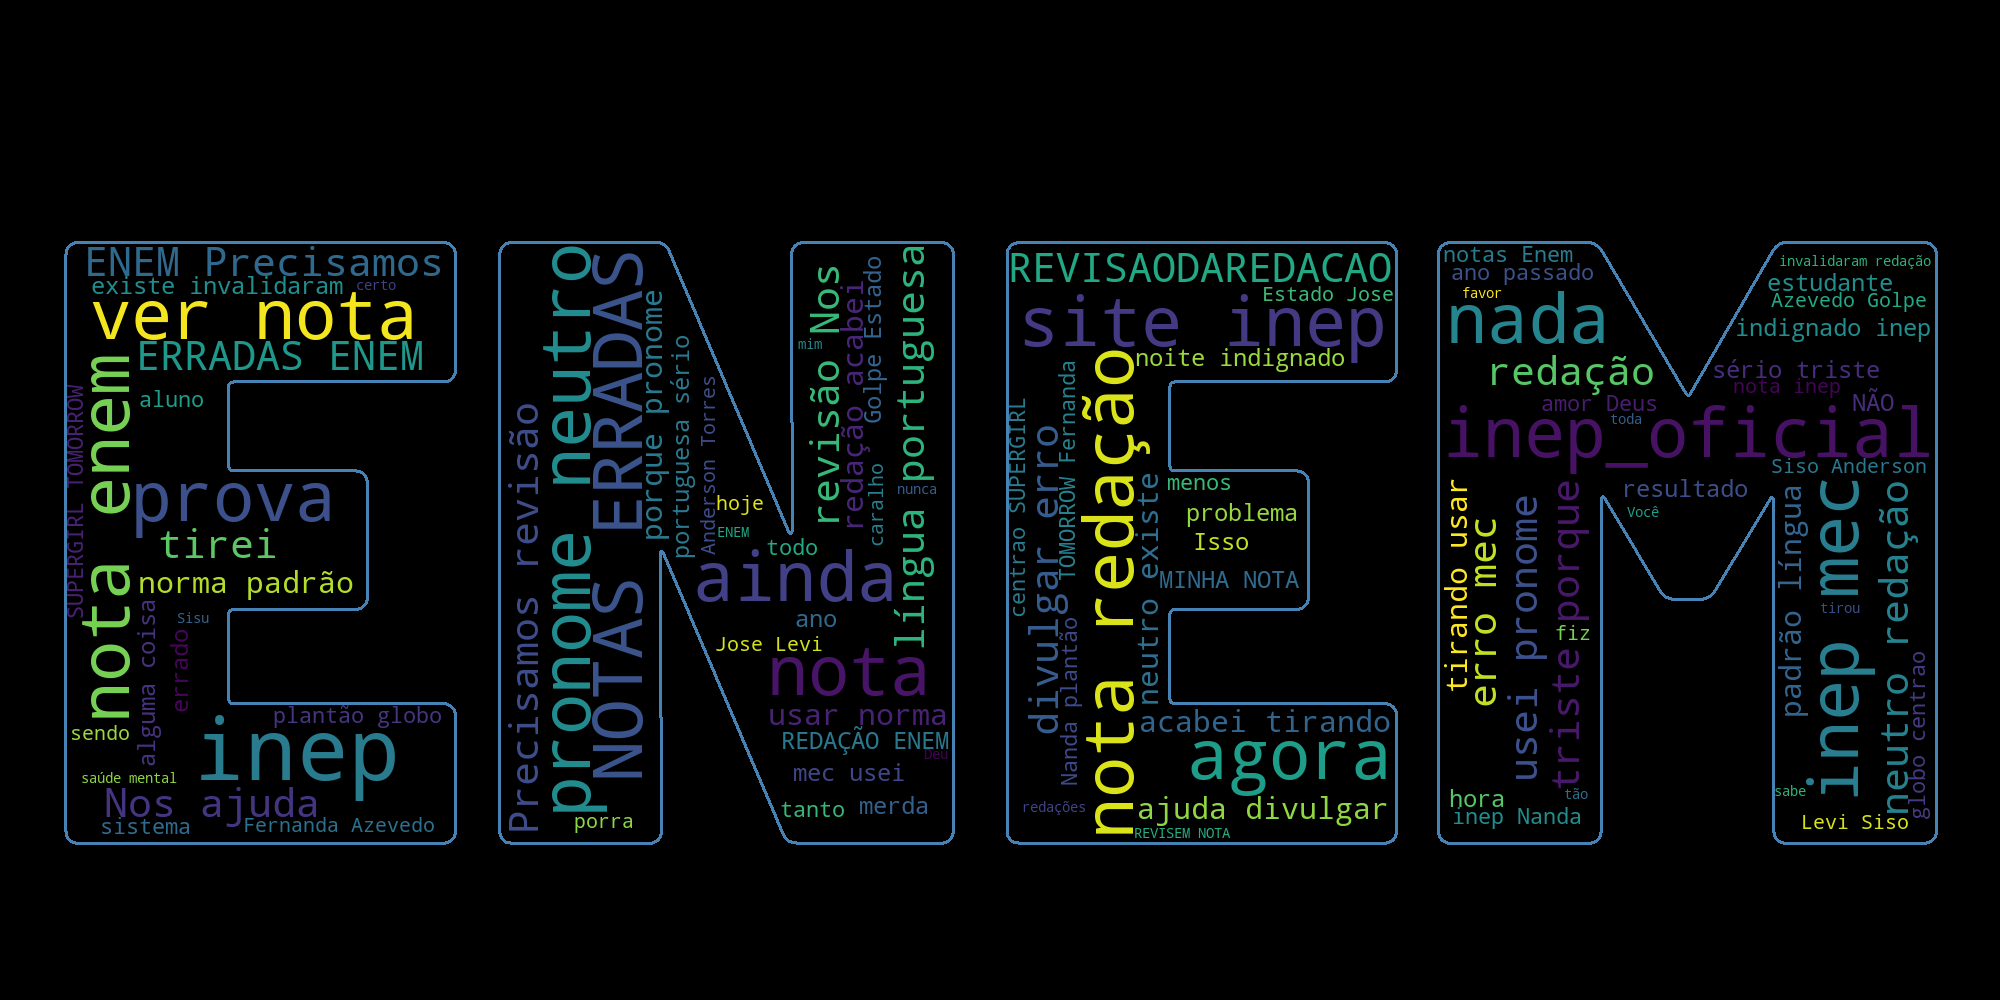 ENEM Precisamos
existe invalidaram
certo
ver nota
ERRADAS ENEM
nota enem
SUPERGIRL TOMORROW
aluno
prova
tirei
norma padrão
Sisu
alguma coisa
errado
plantão globo
sendo
inep
saúde mental
Nos ajuda
sistema
Fernanda Azevedo
Precisamos revisão
pronome neutro
NOTAS ERRADAS
porque pronome
portuguesa sério
Anderson Torres
porra
hoje
ENEM
todo
mim
revisão Nos
redação acabei
Golpe Estado
caralho
língua portuguesa
nunca
ainda
ano
Jose Levi
nota
usar norma
REDAÇÃO ENEM
Deu
mec usei
tanto
merda
REVISAODAREDACAO
Estado Jose
site inep
noite indignado
centrao SUPERGIRL
divulgar erro
TOMORROW Fernanda
nota redação
neutro existe
Nanda plantão
menos
problema
Isso
MINHA NOTA
acabei tirando
agora
redações
ajuda divulgar
REVISEM NOTA
notas Enem
ano passado
favor
nada
redação
invalidaram redação
estudante
Azevedo Golpe
indignado inep
sério triste
nota inep
amor Deus
NÃO
toda
inep_oficial
Siso Anderson
resultado
Você
tirando usar
erro mec
usei pronome
triste porque
fiz
hora
tão
inep Nanda
padrão língua
inep mec
neutro redação
globo centrao
tirou
sabe
Levi Siso